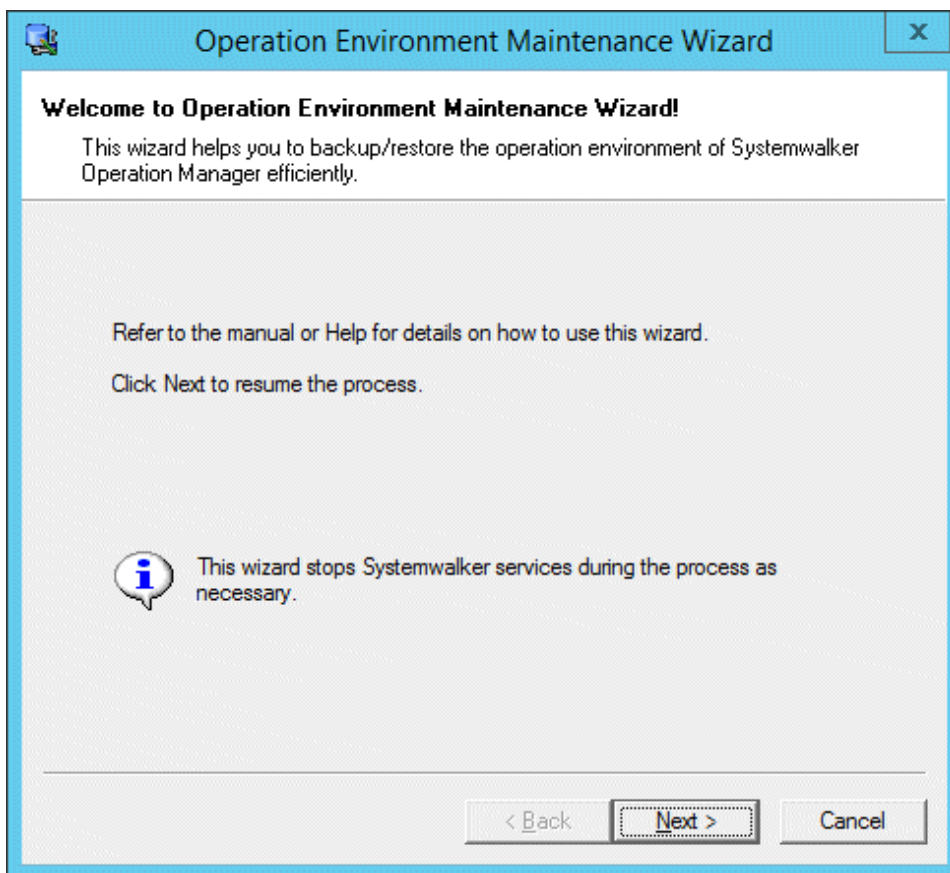 Operation Environment Maintenance Wizard
x
Welcome to Operation Environment Maintenance Wizard!
This wizard helps you to backup/restore the operation environment of Systemwalker
Operation Manager efficiently.
Refer to the manual or Help for details on how to use this wizard.
Click Next to resume the process.
This wizard stops Systemwalker services during the process as
necessary.
< Back
Next >
Cancel